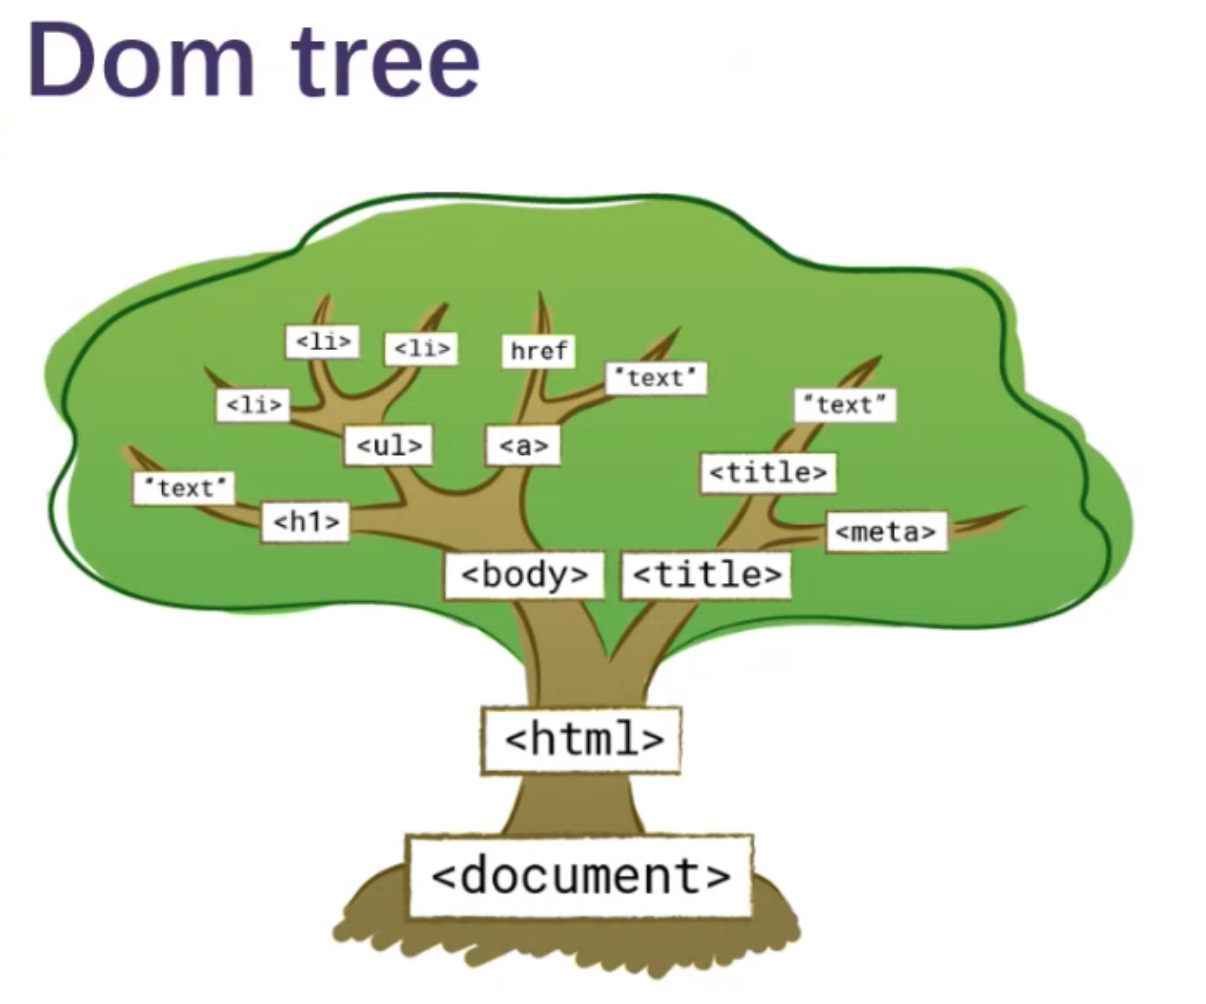 Dom tree
<li>
<li>
href
"text"
<li>
"text"
<ul>
<a>
<title>
"text"
<h1>
<meta>
<body>
<title>
<html>
<document>